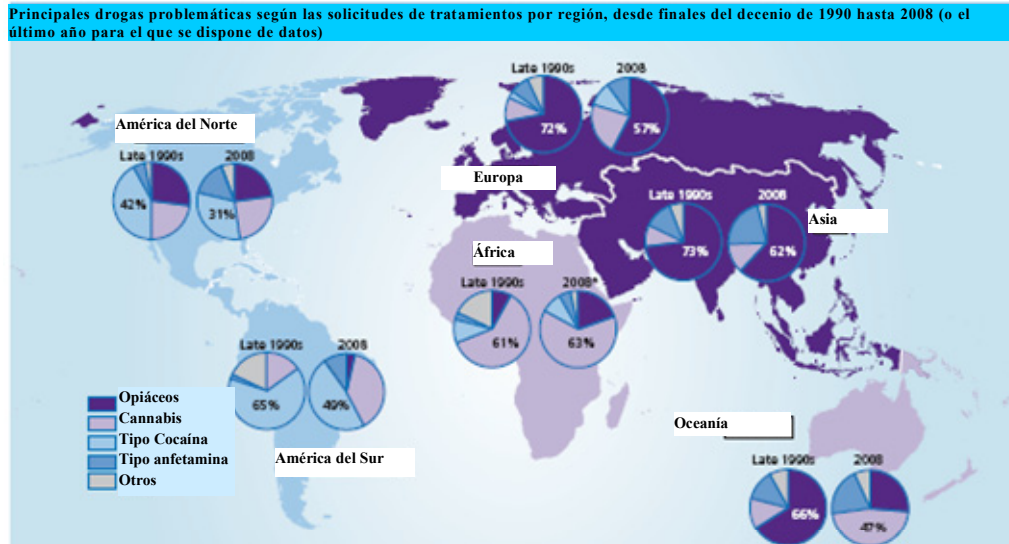 Principales drogas problemáticas según las solicitudes de tratamientos por región, desde finales del decenio de 1990 hasta 2008 (o el
último año para el que se dispone de datos)
Late 1990s 2008
72% 57%
América del Norte
Late 1990s 2008
42% 31%
Europa
Late 1990s 2008
73% 62%
Asia
África
Late 1990s 2008*
61% 63%
Late 1990s 2008
65% 49%
América del Sur
Opiáceos
Cannabis
Tipo Cocaína
Tipo anfetamina
Otros
Oceanía
Late 1990s 2008
66% 47%